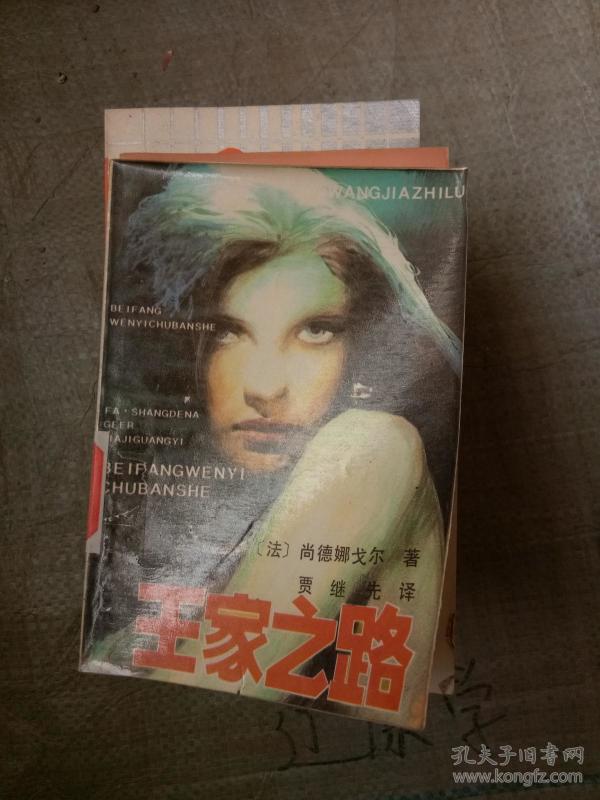 WANGJIAZHILU
BEIFANG
WENYICHUBANSHE
FA·SHANGDENA
GEER
JIAJIGUANGYI
BEIFANGWENYI
CHUBANSHE
〔法〕尚德娜戈尔 著
贾继先译
王家之路
孔夫子旧书网
www.kongfz.com